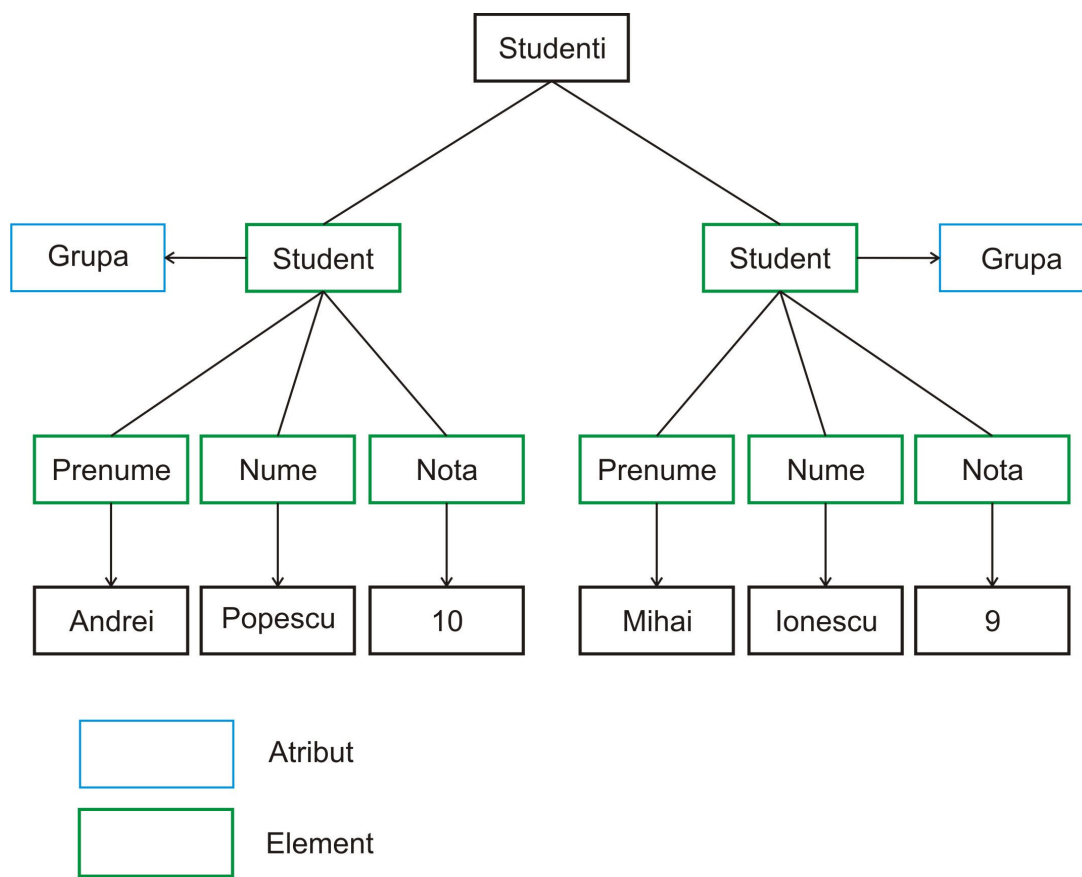 Studenti
Grupa
Student
Student
Grupa
Prenume
Nume
Nota
Prenume
Nume
Nota
Andrei
Popescu
10
Mihai
Ionescu
9
Atribut
Element